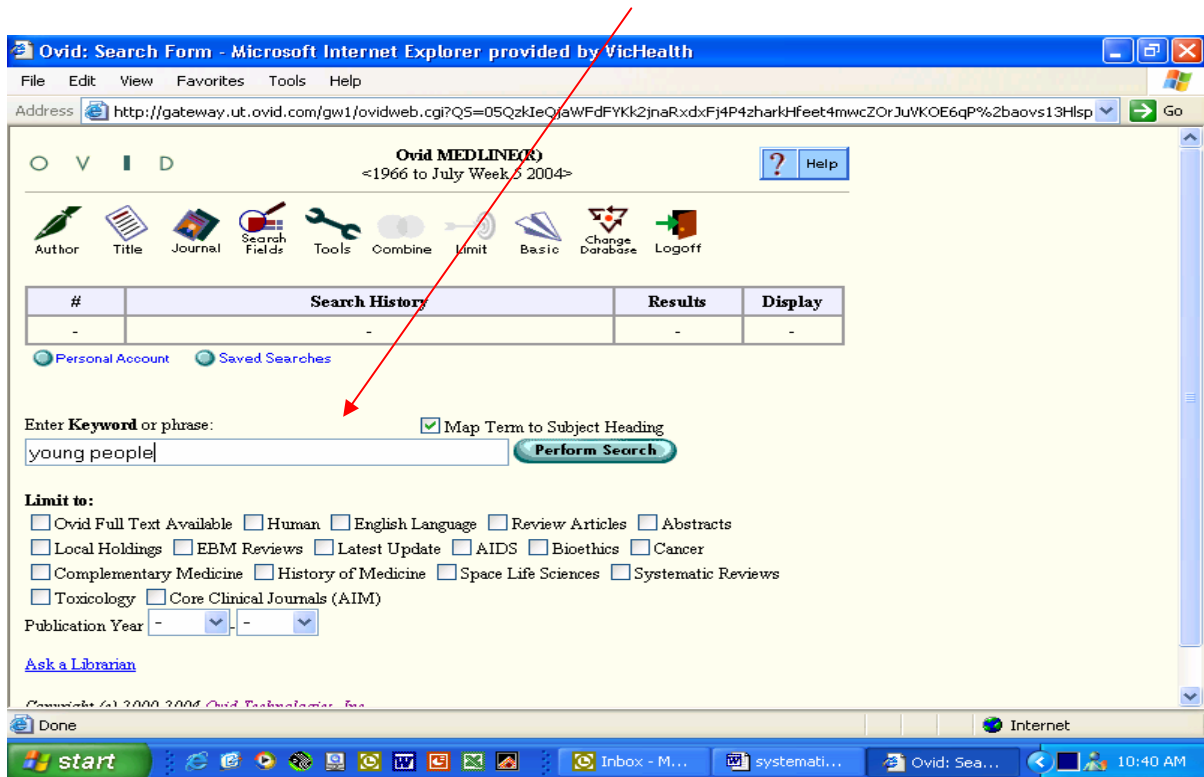 Ovid: Search Form - Microsoft Internet Explorer provided by VicHealth
File Edit View Favorites Tools Help
Address http://gateway.ut.ovid.com/gw1/ovidweb.cgi?QS=05QzkIeQjaWFdFYKk2jnaRxdxFj4P4zharkHfeet4mwcZOrJuVKOE6qP%2baovs13Hlsp Go
O V I D
Ovid MEDLINE(R)
<1966 to July Week 5 2004>
? Help
Author Title Journal Search Fields Tools Combine Limit Basic Change Database Logoff
# Search History Results Display
- - - -
Personal Account Saved Searches
Enter Keyword or phrase: Map Term to Subject Heading
young people Perform Search
Limit to:
Ovid Full Text Available Human English Language Review Articles Abstracts
Local Holdings EBM Reviews Latest Update AIDS Bioethics Cancer
Complementary Medicine History of Medicine Space Life Sciences Systematic Reviews
Toxicology Core Clinical Journals (AIM)
Publication Year - - -
Ask a Librarian
Copyright (c) 2000-2004 Ovid Technologies, Inc.
Done Internet
start Inbox - M... systemati... Ovid: Sea... 10:40 AM